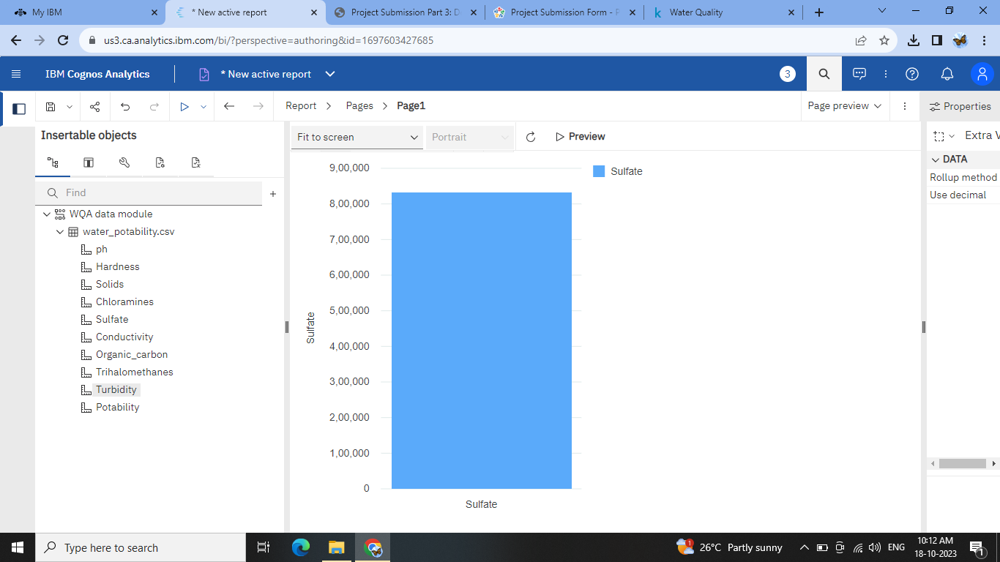 My IBM
* New active report
Project Submission Part 3: D
Project Submission Form - P
Water Quality
us3.ca.analytics.ibm.com/bi/?perspective=authoring&id=1697603427685
IBM Cognos Analytics
* New active report
3
Report > Pages > Page1
Page preview
Properties
Insertable objects
Fit to screen
Portrait
Preview
Extra V
DATA
Rollup method
Use decimal
Find
WQA data module
water_potability.csv
ph
Hardness
Solids
Chloramines
Sulfate
Conductivity
Organic_carbon
Trihalomethanes
Turbidity
Potability
9,00,000
8,00,000
7,00,000
6,00,000
5,00,000
4,00,000
3,00,000
2,00,000
1,00,000
0
Sulfate
Sulfate
Sulfate
Type here to search
1
26°C Partly sunny
ENG
10:12 AM
18-10-2023
1